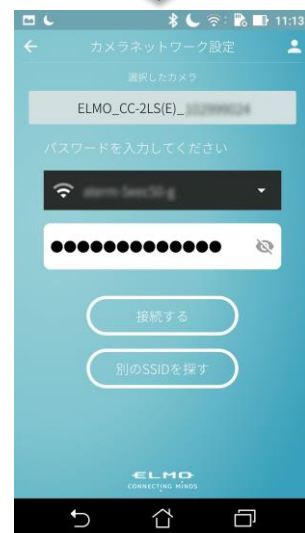 11:13
カメラネットワーク設定
選択したカメラ
ELMO_CC-2LS(E)_
パスワードを入力してください
接続する
別のSSIDを探す
ELMO
CONNECTING MINDS